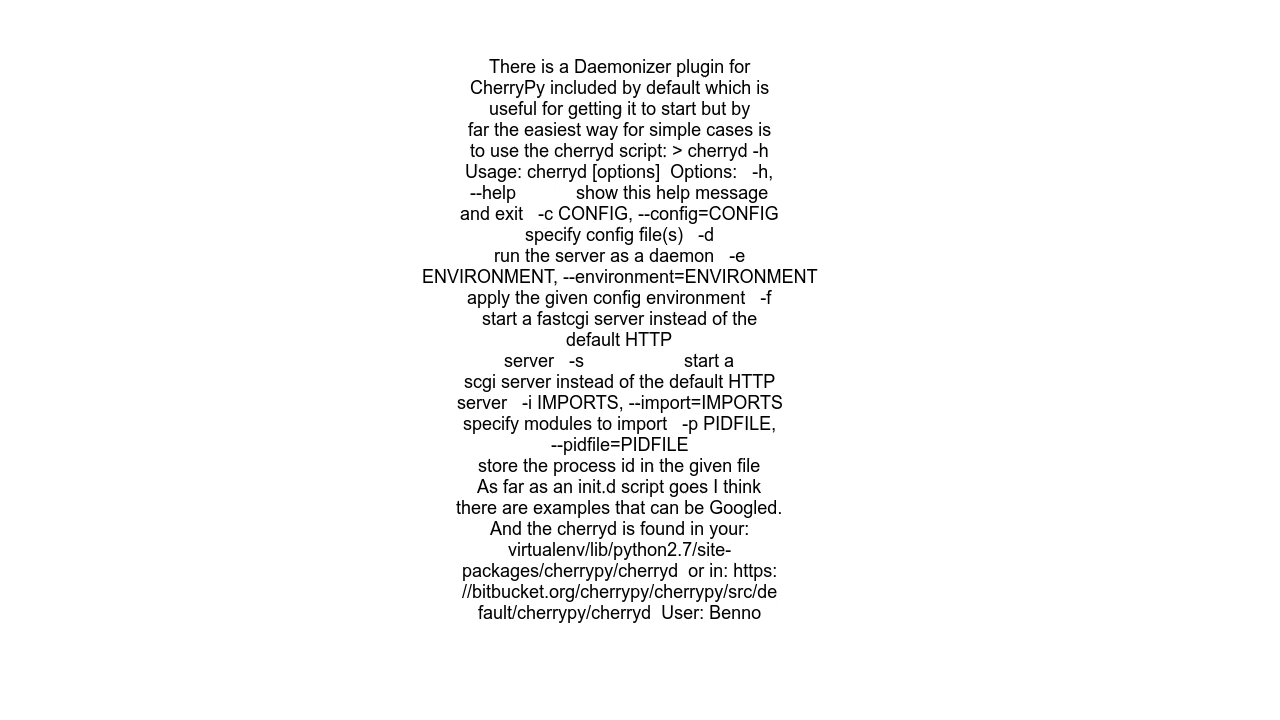 There is a Daemonizer plugin for
CherryPy included by default which is
useful for getting it to start but by
far the easiest way for simple cases is
to use the cherryd script: > cherryd -h
Usage: cherryd [options]  Options:   -h,
--help            show this help message
and exit   -c CONFIG, --config=CONFIG
specify config file(s)   -d
run the server as a daemon   -e
ENVIRONMENT, --environment=ENVIRONMENT
apply the given config environment   -f
start a fastcgi server instead of the
default HTTP
server   -s                    start a
scgi server instead of the default HTTP
server   -i IMPORTS, --import=IMPORTS
specify modules to import   -p PIDFILE,
--pidfile=PIDFILE
store the process id in the given file
As far as an init.d script goes I think
there are examples that can be Googled.
And the cherryd is found in your:
virtualenv/lib/python2.7/site-
packages/cherrypy/cherryd  or in: https:
//bitbucket.org/cherrypy/cherrypy/src/de
fault/cherrypy/cherryd  User: Benno